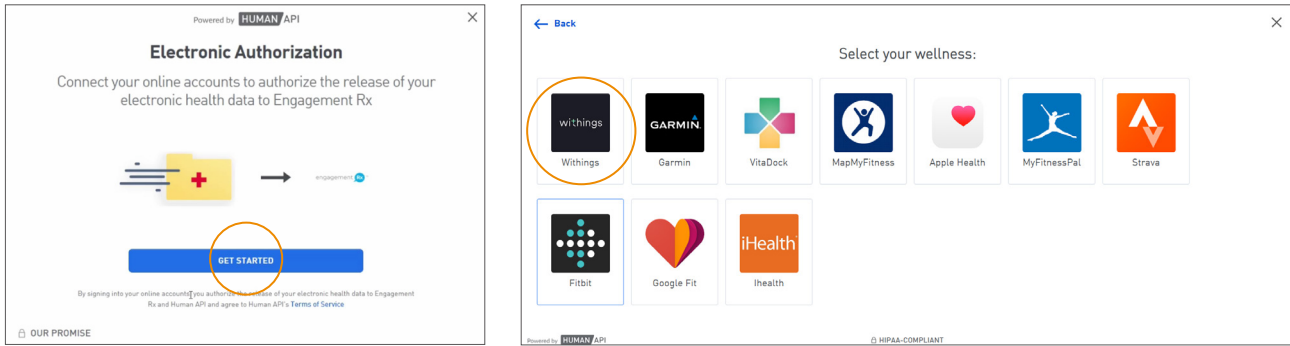 Powered by HUMAN API
Electronic Authorization
Connect your online accounts to authorize the release of your
electronic health data to Engagement Rx
engagement Rx
GET STARTED
By signing into your online accounts, you authorize the release of your electronic health data to Engagement
Rx and Human API and agree to Human API's Terms of Service
OUR PROMISE
Back
Select your wellness:
withings
GARMIN
Withings
Garmin
VitaDock
MapMyFitness
Apple Health
MyFitnessPal
Strava
iHealth
Fitbit
Google Fit
Ihealth
Powered by HUMAN API
HIPAA-COMPLIANT